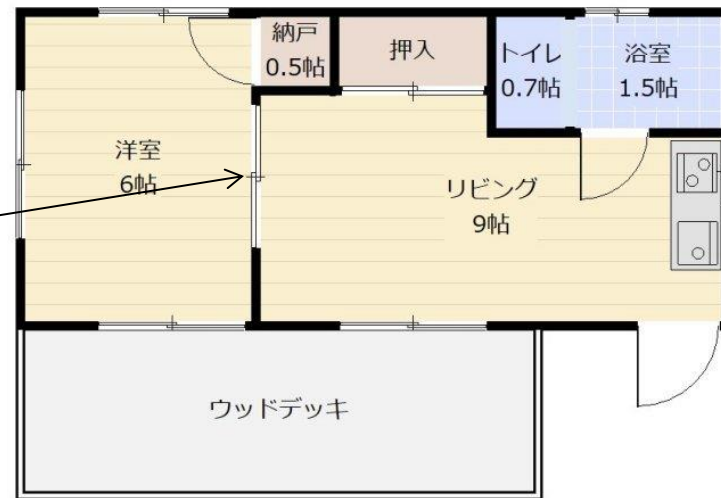 納戸
0.5帖
押入
トイレ
0.7帖
浴室
1.5帖
洋室
6帖
リビング
9帖
ウッドデッキ